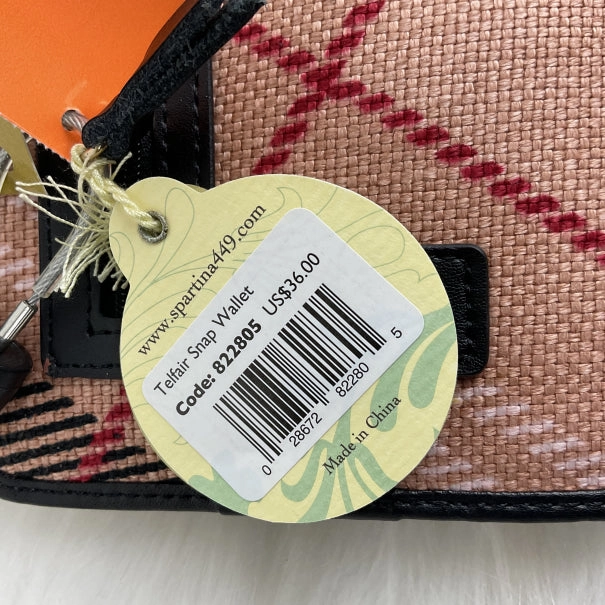 www.spartina449.com
Telfair Snap Wallet
Code: 822805 US$36.00
0 28672 82280 5
Made in China